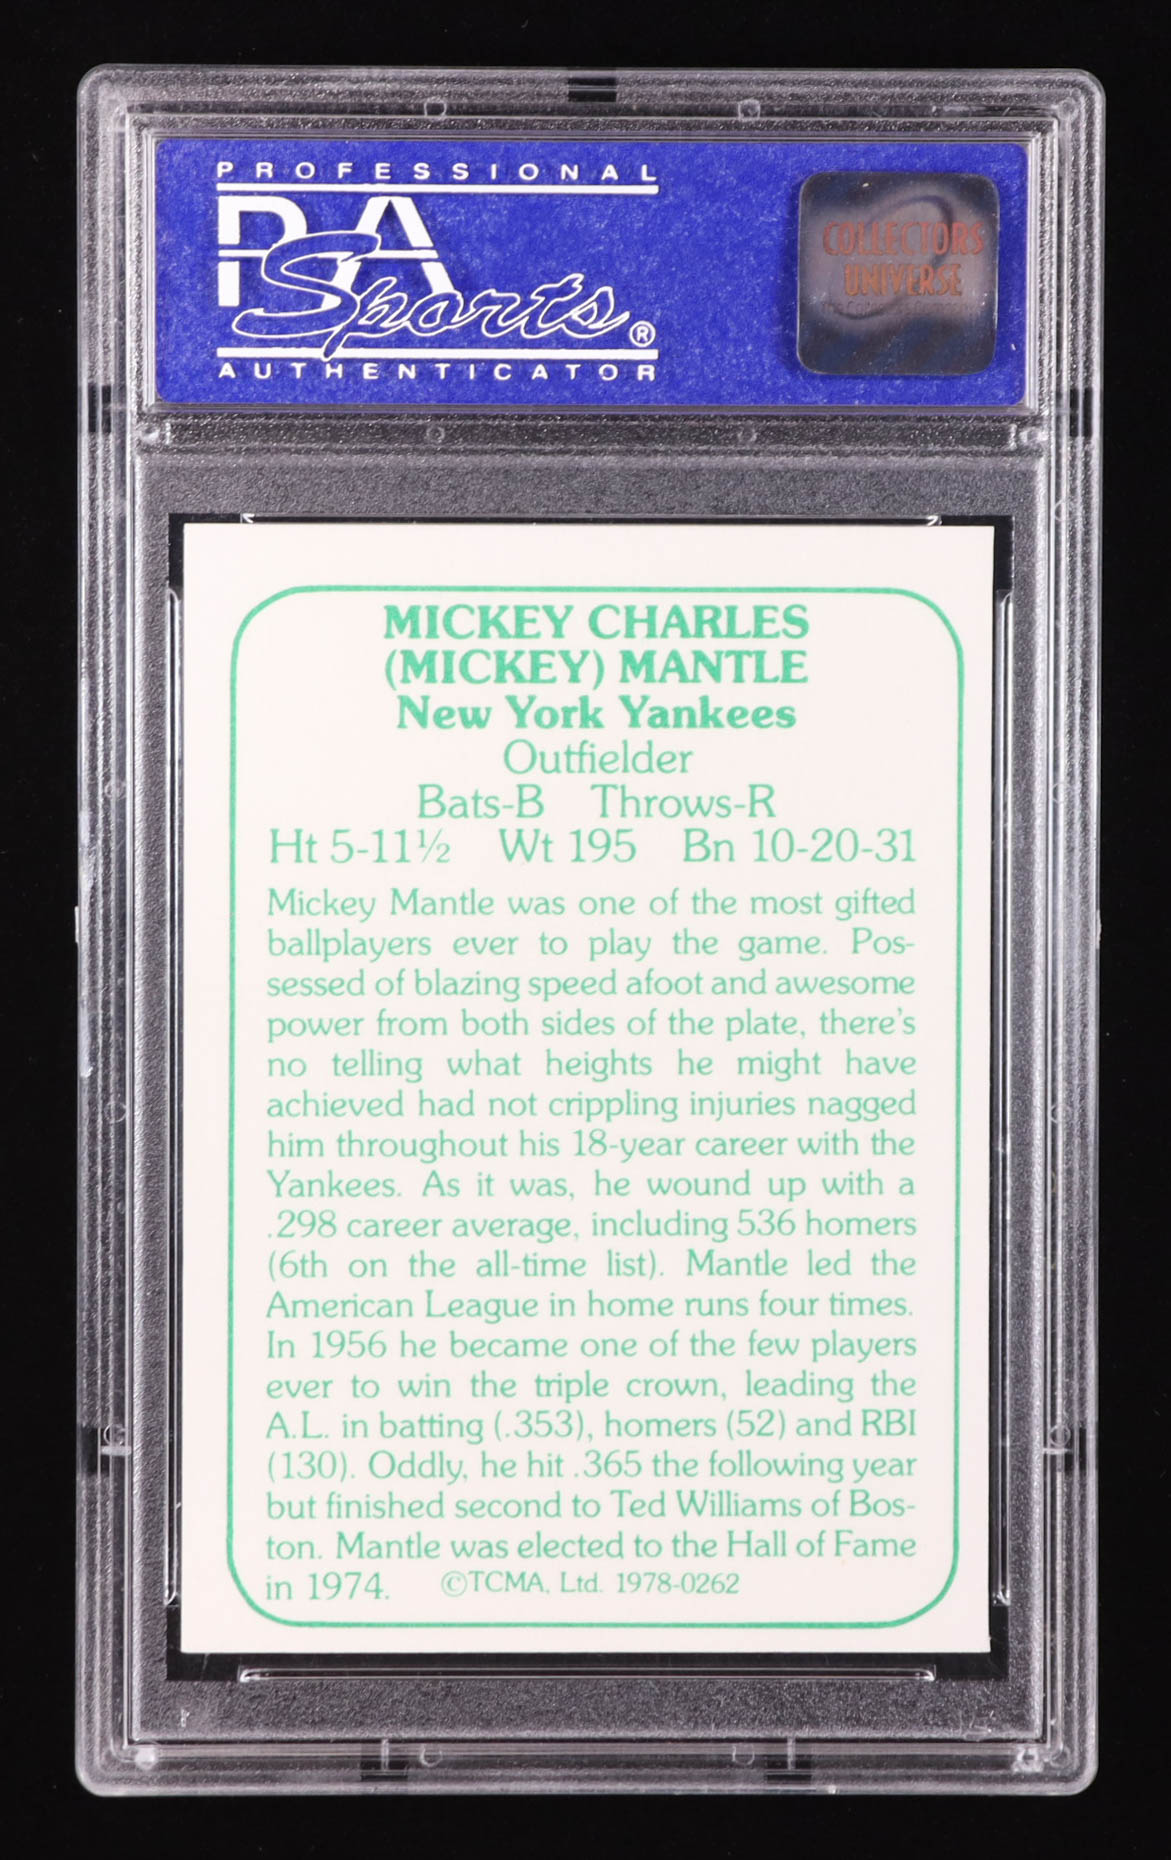 PROFESSIONAL
PSA
Sports®
AUTHENTICATOR
COLLECTORS
UNIVERSE
MICKEY CHARLES
(MICKEY) MANTLE
New York Yankees
Outfielder
Bats-B Throws-R
Ht 5-11½ Wt 195 Bn 10-20-31
Mickey Mantle was one of the most gifted
ballplayers ever to play the game. Pos-
sessed of blazing speed afoot and awesome
power from both sides of the plate, there's
no telling what heights he might have
achieved had not crippling injuries nagged
him throughout his 18-year career with the
Yankees. As it was, he wound up with a
.298 career average, including 536 homers
(6th on the all-time list). Mantle led the
American League in home runs four times.
In 1956 he became one of the few players
ever to win the triple crown, leading the
A.L. in batting (.353), homers (52) and RBI
(130). Oddly, he hit .365 the following year
but finished second to Ted Williams of Bos-
ton. Mantle was elected to the Hall of Fame
in 1974. ©TCMA, Ltd. 1978-0262